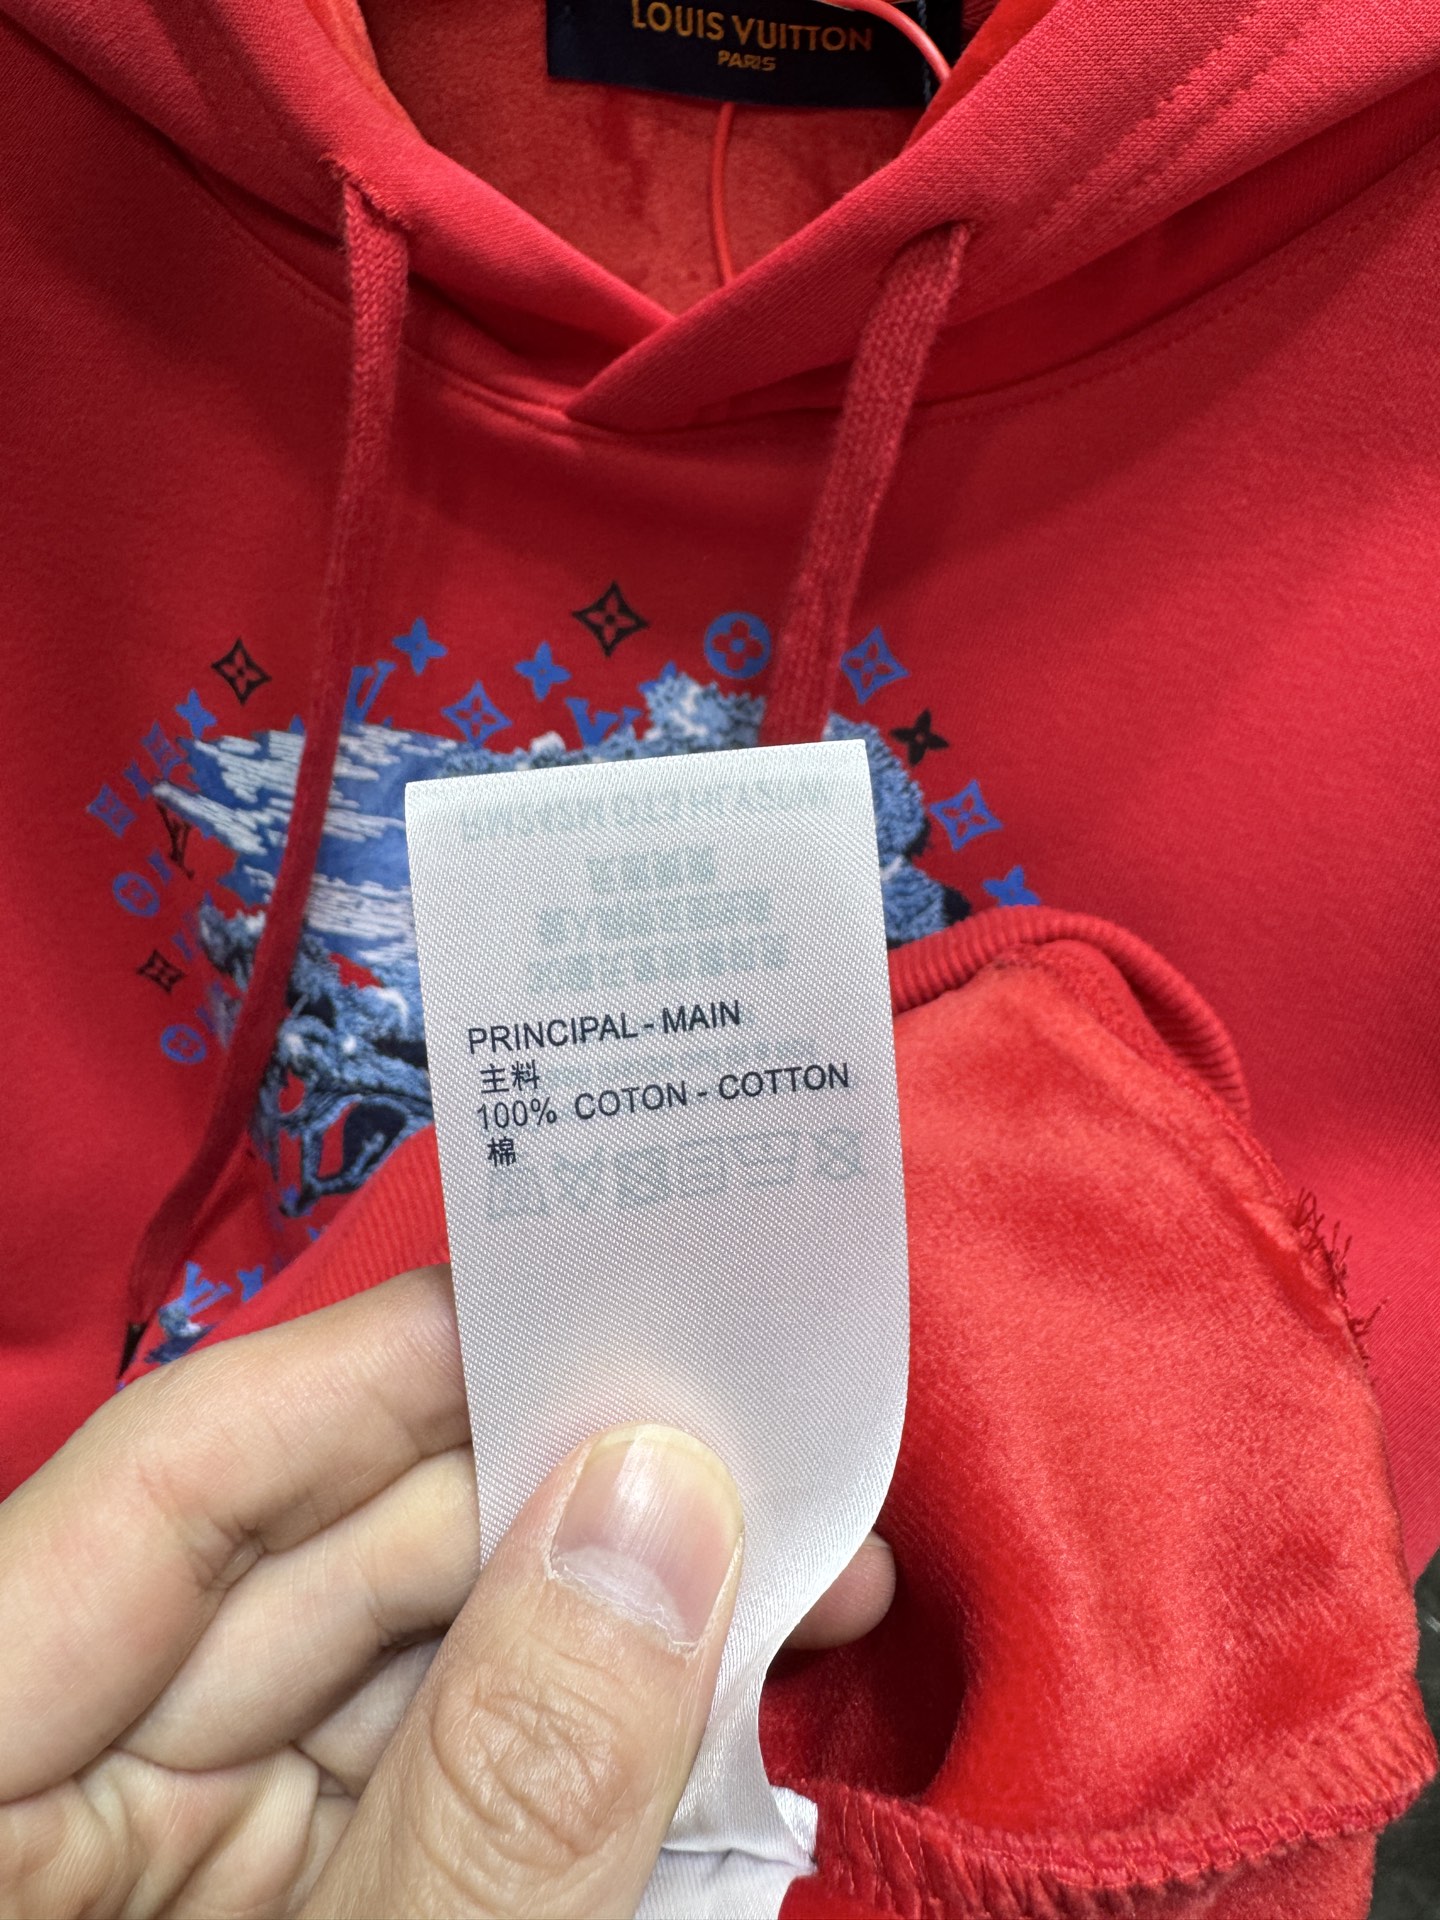 LOUIS VUITTON
PARIS
PRINCIPAL - MAIN
主料
100% COTON - COTTON
棉